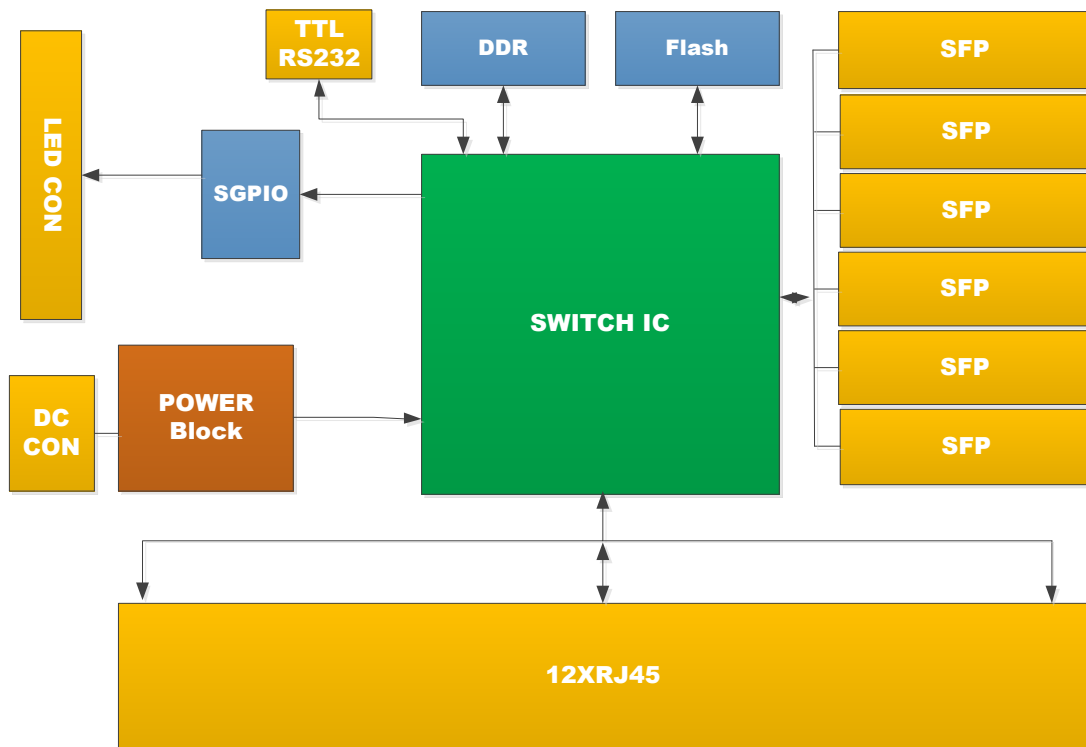 TTL
RS232
DDR
Flash
SFP
LED CON
SFP
SGPIO
SFP
SFP
SWITCH IC
SFP
POWER
Block
DC
CON
SFP
12XRJ45